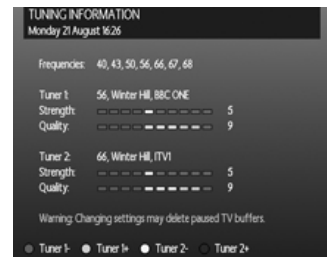 TUNING INFORMATION
Monday 21 August 16:26
Frequencies: 40, 43, 50, 56, 66, 67, 68
Tuner 1: 56, Winter Hill, BBC ONE
Strength: 5
Quality: 9
Tuner 2: 66, Winter Hill, ITV1
Strength: 5
Quality: 9
Warning: Changing settings may delete paused TV buffers.
Tuner 1- Tuner 1+ Tuner 2- Tuner 2+